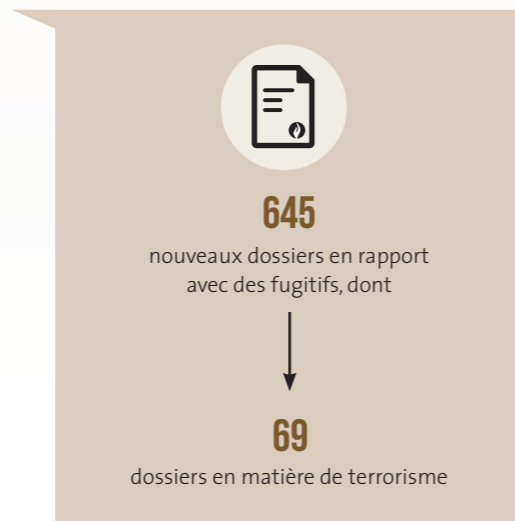 645
nouveaux dossiers en rapport
avec des fugitifs, dont
69
dossiers en matière de terrorisme